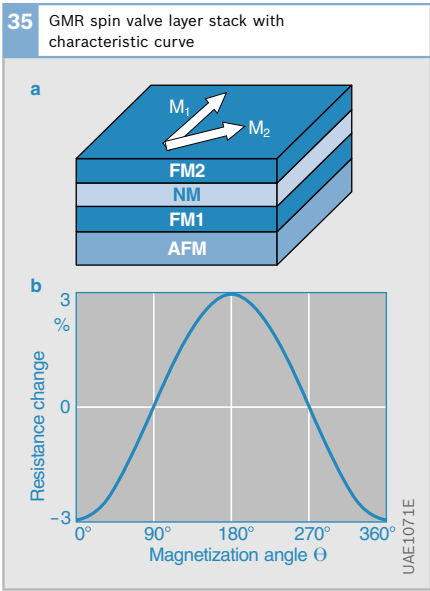 35
GMR spin valve layer stack with
characteristic curve
a
M₁
M₂
FM2
NM
FM1
AFM
b
3
%
0
−3
Resistance change
0° 90° 180° 270° 360°
Magnetization angle Θ
UAE1071E